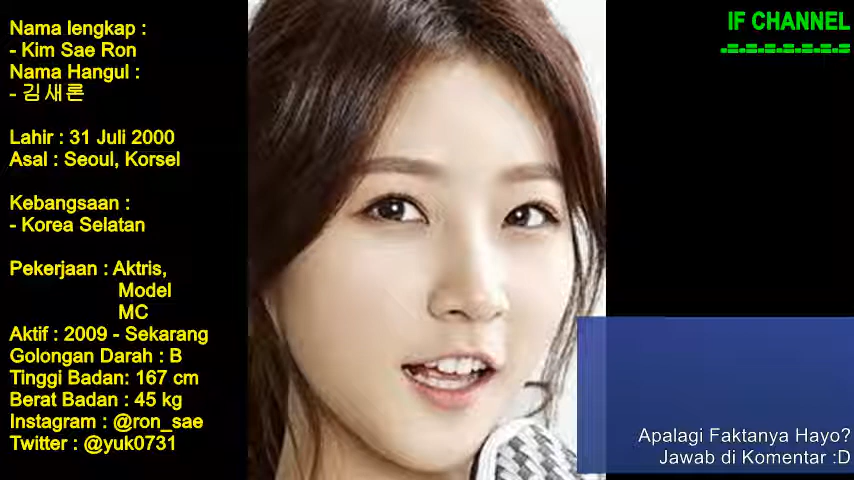 Nama lengkap :
- Kim Sae Ron
Nama Hangul :
- 김새론
Lahir : 31 Juli 2000
Asal : Seoul, Korsel
Kebangsaan :
- Korea Selatan
Pekerjaan : Aktris,
Model
MC
Aktif : 2009 - Sekarang
Golongan Darah : B
Tinggi Badan: 167 cm
Berat Badan : 45 kg
Instagram : @ron_sae
Twitter : @yuk0731
IF CHANNEL
-=-=-=-=-=-=-=
Apalagi Faktanya Hayo?
Jawab di Komentar :D